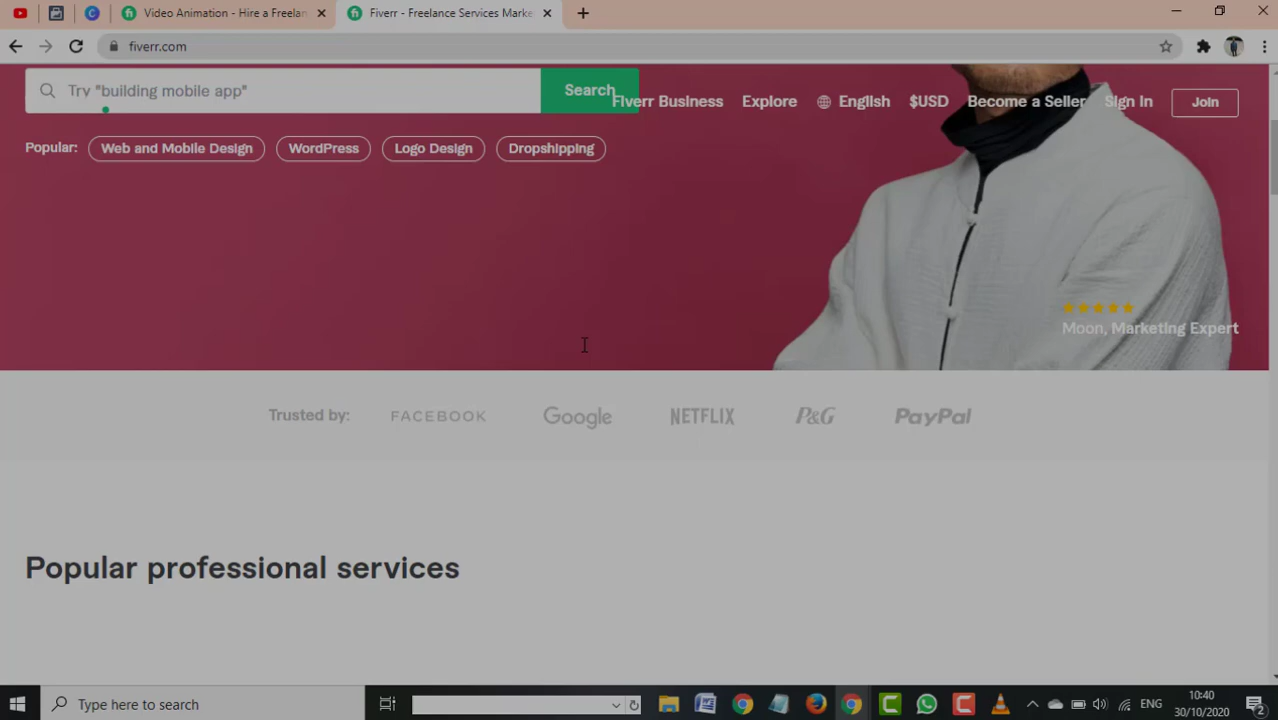 Video Animation - Hire a Freelan
Fiverr - Freelance Services Marke
fiverr.com
Try "building mobile app"
Search
Fiverr Business
Explore
English
$USD
Become a Seller
Sign In
Join
Popular:
Web and Mobile Design
WordPress
Logo Design
Dropshipping
Moon, Marketing Expert
Trusted by:
FACEBOOK
Google
NETFLIX
P&G
PayPal
Popular professional services
Type here to search
ENG
10:40
30/10/2020
2